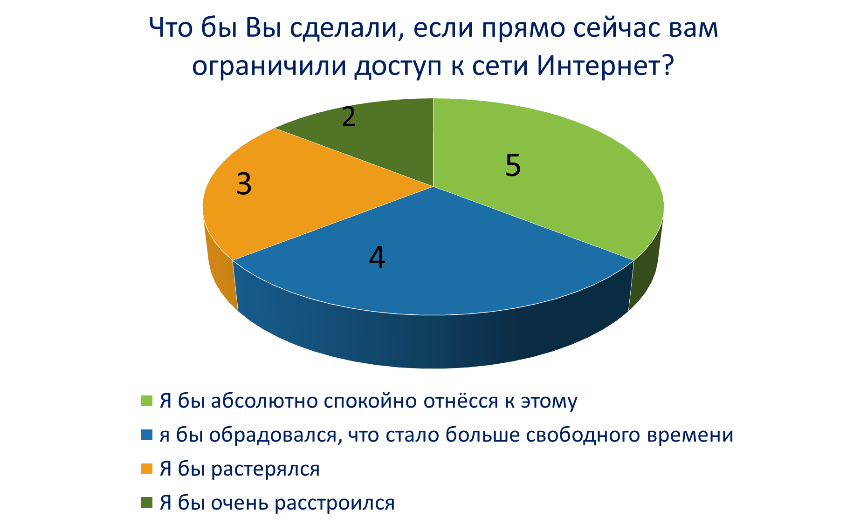 Что бы Вы сделали, если прямо сейчас вам
ограничили доступ к сети Интернет?
2
5
3
4
Я бы абсолютно спокойно отнёсся к этому
я бы обрадовался, что стало больше свободного времени
Я бы растерялся
Я бы очень расстроился